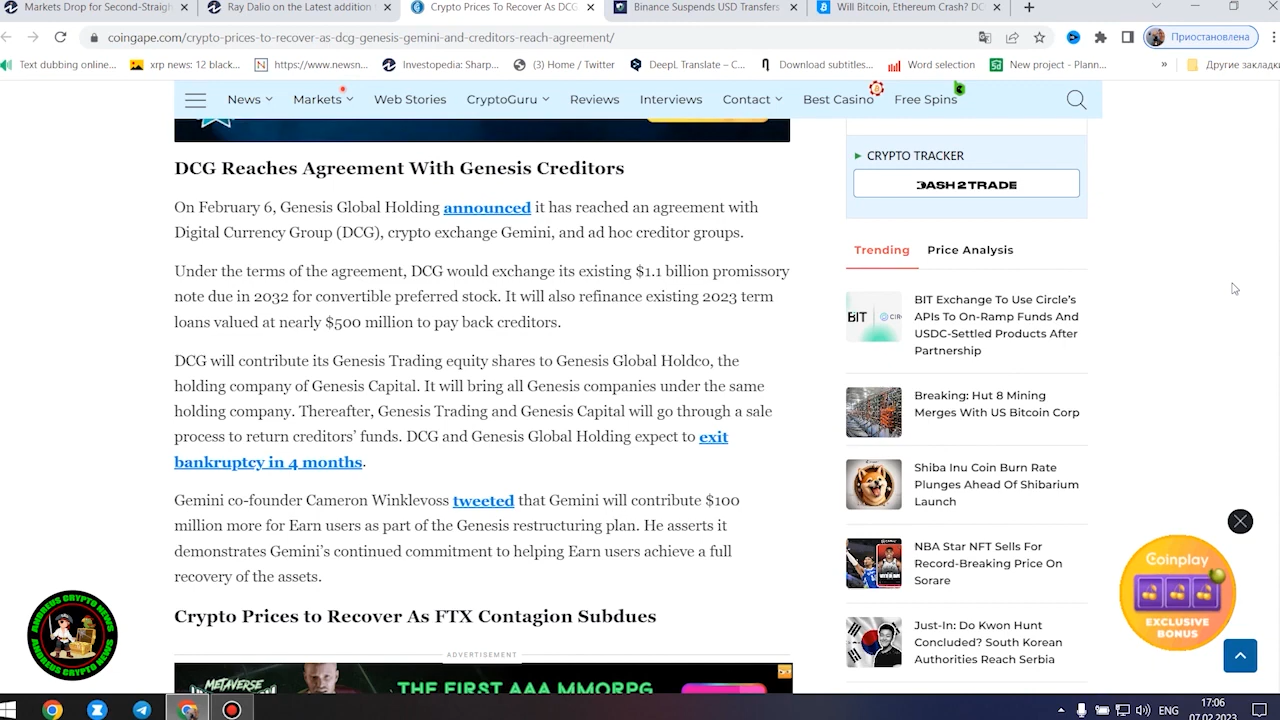 Markets Drop for Second-Straigh
Ray Dalio on the Latest addition
Crypto Prices To Recover As DCG,
Binance Suspends USD Transfers
Will Bitcoin, Ethereum Crash? DC
coingape.com/crypto-prices-to-recover-as-dcg-genesis-gemini-and-creditors-reach-agreement/
Приостановлена
Text dubbing online...
xrp news: 12 black...
https://www.newsn...
Investopedia: Sharp...
(3) Home / Twitter
DeepL Translate – C...
Download subtitles...
Word selection
New project - Plann...
»
Другие закладки
News
Markets
Web Stories
CryptoGuru
Reviews
Interviews
Contact
Best Casino
Free Spins
DCG Reaches Agreement With Genesis Creditors
On February 6, Genesis Global Holding announced it has reached an agreement with
Digital Currency Group (DCG), crypto exchange Gemini, and ad hoc creditor groups.
Under the terms of the agreement, DCG would exchange its existing $1.1 billion promissory
note due in 2032 for convertible preferred stock. It will also refinance existing 2023 term
loans valued at nearly $500 million to pay back creditors.
DCG will contribute its Genesis Trading equity shares to Genesis Global Holdco, the
holding company of Genesis Capital. It will bring all Genesis companies under the same
holding company. Thereafter, Genesis Trading and Genesis Capital will go through a sale
process to return creditors' funds. DCG and Genesis Global Holding expect to exit
bankruptcy in 4 months.
Gemini co-founder Cameron Winklevoss tweeted that Gemini will contribute $100
million more for Earn users as part of the Genesis restructuring plan. He asserts it
demonstrates Gemini's continued commitment to helping Earn users achieve a full
recovery of the assets.
Crypto Prices to Recover As FTX Contagion Subdues
ADVERTISEMENT
METAVERSE
THE FIRST AAA MMORPG
CRYPTO TRACKER
DASH 2 TRADE
Trending
Price Analysis
BIT
BIT Exchange To Use Circle's
APIs To On-Ramp Funds And
USDC-Settled Products After
Partnership
Breaking: Hut 8 Mining
Merges With US Bitcoin Corp
Shiba Inu Coin Burn Rate
Plunges Ahead Of Shibarium
Launch
NBA Star NFT Sells For
Record-Breaking Price On
Sorare
Just-In: Do Kwon Hunt
Concluded? South Korean
Authorities Reach Serbia
Coinplay
EXCLUSIVE
BONUS
ANDREUS CRYPTO NEWS
ANDREUS CRYPTO NEWS
ENG
17:06
07.02.2023